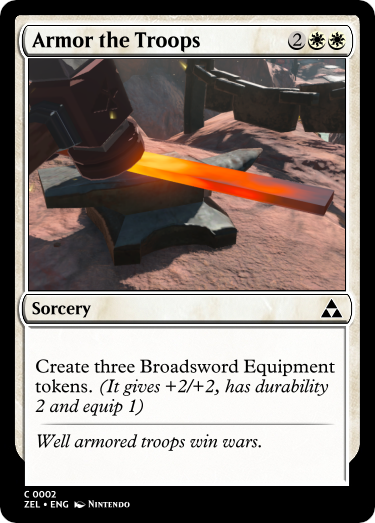 Armor the Troops 2
Sorcery
Create three Broadsword Equipment
tokens. (It gives +2/+2, has durability
2 and equip 1)
Well armored troops win wars.
C 0002
ZEL • ENG Nintendo